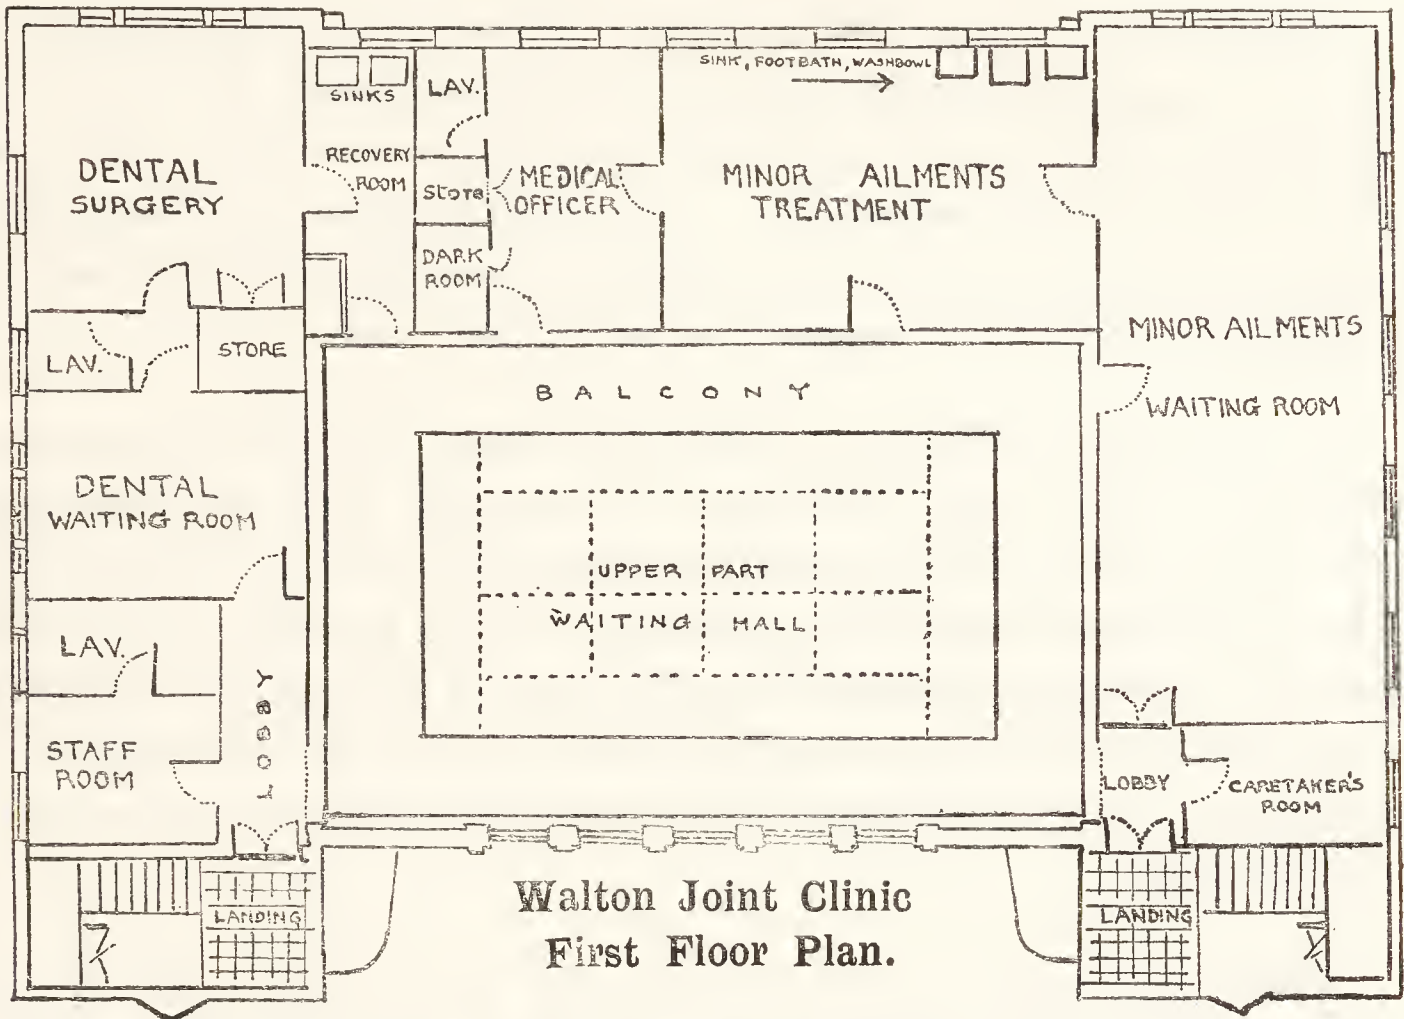 SINKS
LAV.
SINK, FOOTBATH, WASHBOWL
DENTAL
SURGERY
RECOVERY
ROOM
Store
MEDICAL
OFFICER
MINOR AILMENTS
TREATMENT
DARK
ROOM
LAV.
STORE
MINOR AILMENTS
WAITING ROOM
BALCONY
DENTAL
WAITING ROOM
UPPER PART
WAITING HALL
LAV.
LOBBY
STAFF
ROOM
LOBBY
CARETAKER'S
ROOM
LANDING
LANDING
Walton Joint Clinic
First Floor Plan.